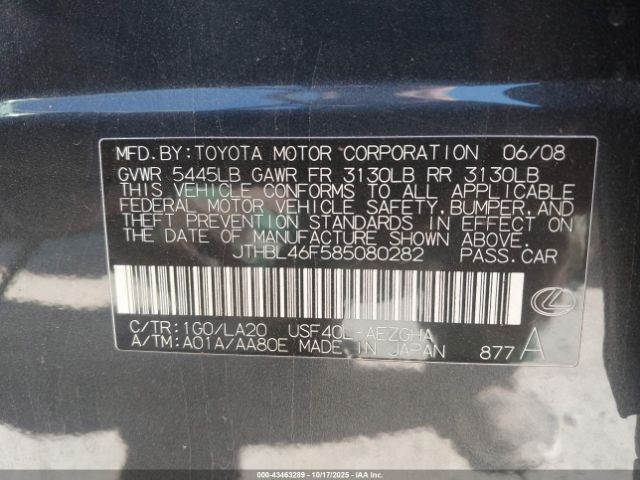 MFD.BY:TOYOTA MOTOR CORPORATION 06/08
GVWR 5445LB GAWR FR 3130LB RR 3130LB
THIS VEHICLE CONFORMS TO ALL APPLICABLE
FEDERAL MOTOR VEHICLE SAFETY,BUMPER,AND
THEFT PREVENTION STANDARDS IN EFFECT ON
THE DATE OF MANUFACTURE SHOWN ABOVE.
JTHBL46F585080282 PASS.CAR
C/TR:1G0/LA20 USF40L-AEZGHA
A/TM:A01A/AA80E MADE IN JAPAN 877 A
000-43463289 - 10/17/2025 - COPYRIGHT IAA, LLC.